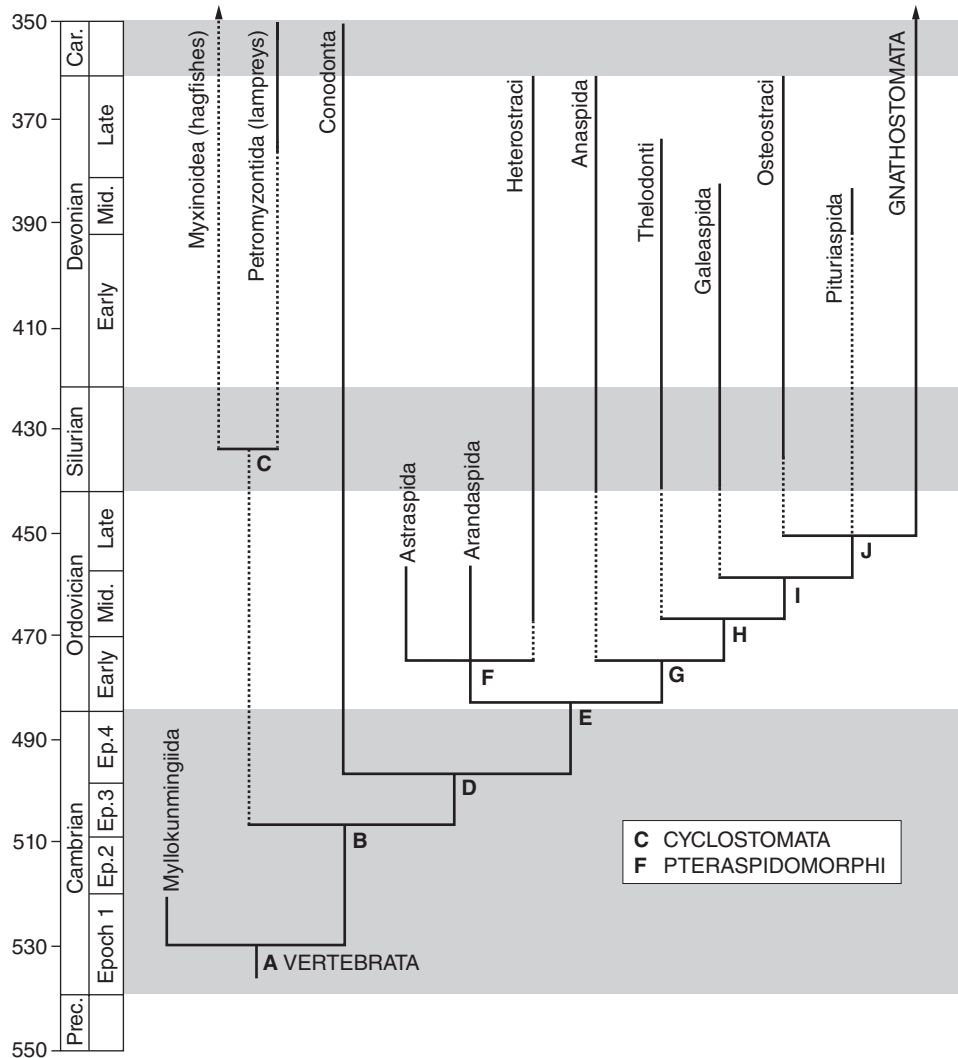 350
370
390
410
430
450
470
490
510
530
550
Car.
Devonian
Late
Mid.
Early
Silurian
Ordovician
Late
Mid.
Early
Cambrian
Ep.4
Ep.3
Ep.2
Epoch 1
Prec.
Myxinoidea (hagfishes)
Petromyzontida (lampreys)
Conodonta
Heterostraci
Anaspida
Thelodonti
Galeaspida
Osteostraci
Pituriaspida
GNATHOSTOMATA
Astraspida
Arandaspida
Myllokunmingiida
C
J
I
H
F
G
E
D
B
A VERTEBRATA
C CYCLOSTOMATA
F PTERASPIDOMORPHI